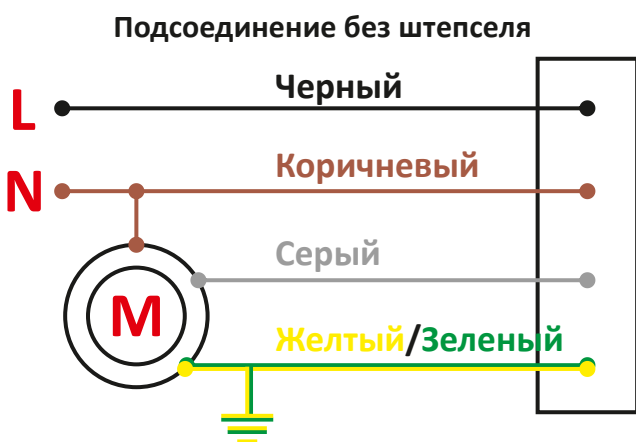 Подсоединение без штепселя
L
Черный
N
Коричневый
Серый
M
Желтый/Зеленый